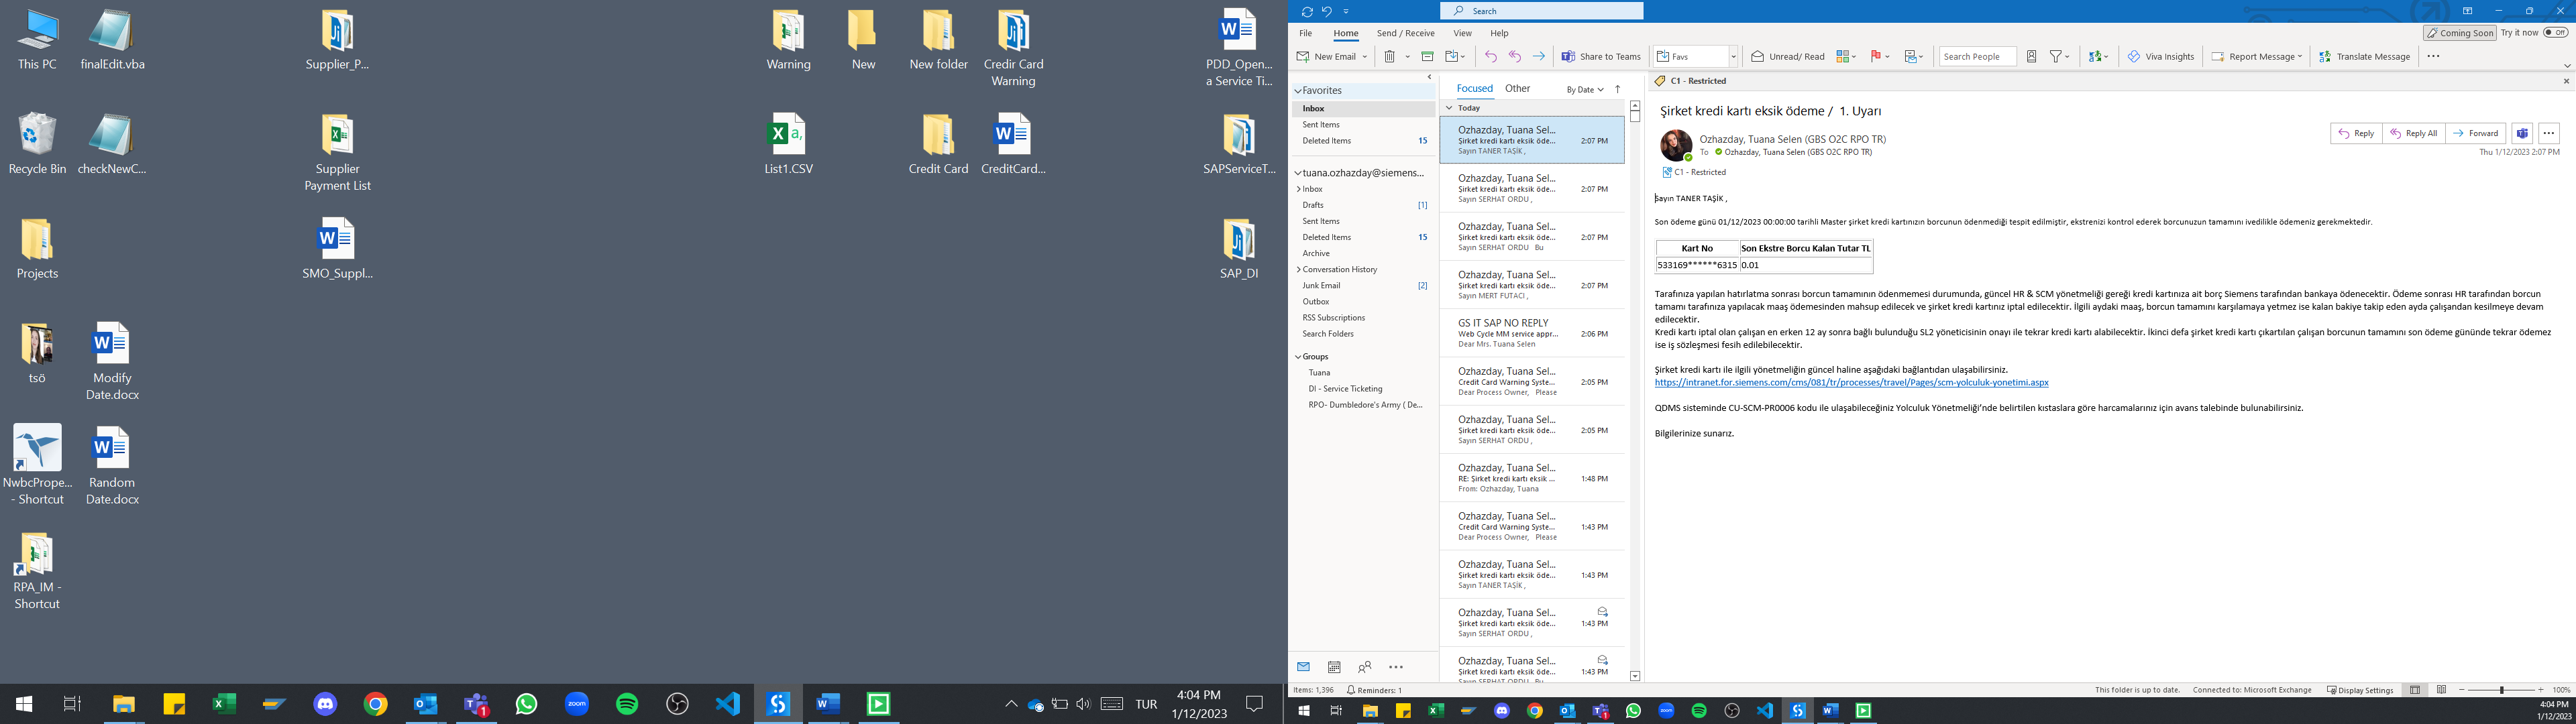 This PC
finalEdit.vba
Supplier_P...
Warning
New
New folder
Credir Card
Warning
PDD_Open...
a Service Ti...
Recycle Bin
checkNewC...
Supplier
Payment List
List1.CSV
Credit Card
CreditCard...
SAPServiceT...
Projects
SMO_Suppl...
SAP_DI
tsö
Modify
Date.docx
NwbcPrope...
- Shortcut
Random
Date.docx
RPA_IM -
Shortcut
TUR
4:04 PM
1/12/2023
Search
File
Home
Send / Receive
View
Help
Coming Soon
Try it now
Off
New Email
Share to Teams
Favs
Unread/ Read
Search People
Viva Insights
Report Message
Translate Message
Favorites
Inbox
Sent Items
Deleted Items 15
tuana.ozhazday@siemens...
Inbox
Drafts [1]
Sent Items
Deleted Items 15
Archive
Conversation History
Junk Email [2]
Outbox
RSS Subscriptions
Search Folders
Groups
Tuana
DI - Service Ticketing
RPO- Dumbledore's Army ( De...
Focused Other By Date
Today
Ozhazday, Tuana Sel...
Şirket kredi kartı eksik öde... 2:07 PM
Sayın TANER TAŞİK ,
Ozhazday, Tuana Sel...
Şirket kredi kartı eksik öde... 2:07 PM
Sayın SERHAT ORDU ,
Ozhazday, Tuana Sel...
Şirket kredi kartı eksik öde... 2:07 PM
Sayın SERHAT ORDU Bu
Ozhazday, Tuana Sel...
Şirket kredi kartı eksik öde... 2:07 PM
Sayın MERT FUTACI ,
GS IT SAP NO REPLY
Web Cycle MM service appr... 2:06 PM
Dear Mrs. Tuana Selen
Ozhazday, Tuana Sel...
Credit Card Warning Syste... 2:05 PM
Dear Process Owner, Please
Ozhazday, Tuana Sel...
Şirket kredi kartı eksik öde... 2:05 PM
Sayın SERHAT ORDU ,
Ozhazday, Tuana Sel...
RE: Şirket kredi kartı eksik ... 1:48 PM
From: Ozhazday, Tuana
Ozhazday, Tuana Sel...
Credit Card Warning Syste... 1:43 PM
Dear Process Owner, Please
Ozhazday, Tuana Sel...
Şirket kredi kartı eksik öde... 1:43 PM
Sayın TANER TAŞİK ,
Ozhazday, Tuana Sel...
Şirket kredi kartı eksik öde... 1:43 PM
Sayın SERHAT ORDU ,
Ozhazday, Tuana Sel...
Şirket kredi kartı eksik öde... 1:43 PM
Sayın SERHAT ORDU Bu
C1 - Restricted
Şirket kredi kartı eksik ödeme / 1. Uyarı
Ozhazday, Tuana Selen (GBS O2C RPO TR)
To Ozhazday, Tuana Selen (GBS O2C RPO TR)
Reply
Reply All
Forward
Thu 1/12/2023 2:07 PM
C1 - Restricted
Sayın TANER TAŞİK ,
Son ödeme günü 01/12/2023 00:00:00 tarihli Master şirket kredi kartınızın borcunun ödenmediği tespit edilmiştir, ekstrenizi kontrol ederek borcunuzun tamamını ivedilikle ödemeniz gerekmektedir.
Kart No Son Ekstre Borcu Kalan Tutar TL
533169******6315 0.01
Tarafınıza yapılan hatırlatma sonrası borcun tamamının ödenmemesi durumunda, güncel HR & SCM yönetmeliği gereği kredi kartınıza ait borç Siemens tarafından bankaya ödenecektir. Ödeme sonrası HR tarafından borcun
tamamı tarafınıza yapılacak maaş ödemesinden mahsup edilecek ve şirket kredi kartınız iptal edilecektir. İlgili aydaki maaş, borcun tamamını karşılamaya yetmez ise kalan bakiye takip eden ayda çalışandan kesilmeye devam
edilecektir.
Kredi kartı iptal olan çalışan en erken 12 ay sonra bağlı bulunduğu SL2 yöneticisinin onayı ile tekrar kredi kartı alabilecektir. İkinci defa şirket kredi kartı çıkartılan çalışan borcunun tamamını son ödeme gününde tekrar ödemez
ise iş sözleşmesi fesih edilebilecektir.
Şirket kredi kartı ile ilgili yönetmeliğin güncel haline aşağıdaki bağlantıdan ulaşabilirsiniz.
https://intranet.for.siemens.com/cms/081/tr/processes/travel/Pages/scm-yolculuk-yonetimi.aspx
QDMS sisteminde CU-SCM-PR0006 kodu ile ulaşabileceğiniz Yolculuk Yönetmeliği'nde belirtilen kıstaslara göre harcamalarınız için avans talebinde bulunabilirsiniz.
Bilgilerinize sunarız.
Items: 1,396
Reminders: 1
This folder is up to date.
Connected to: Microsoft Exchange
Display Settings
100%
4:04 PM
1/12/2023